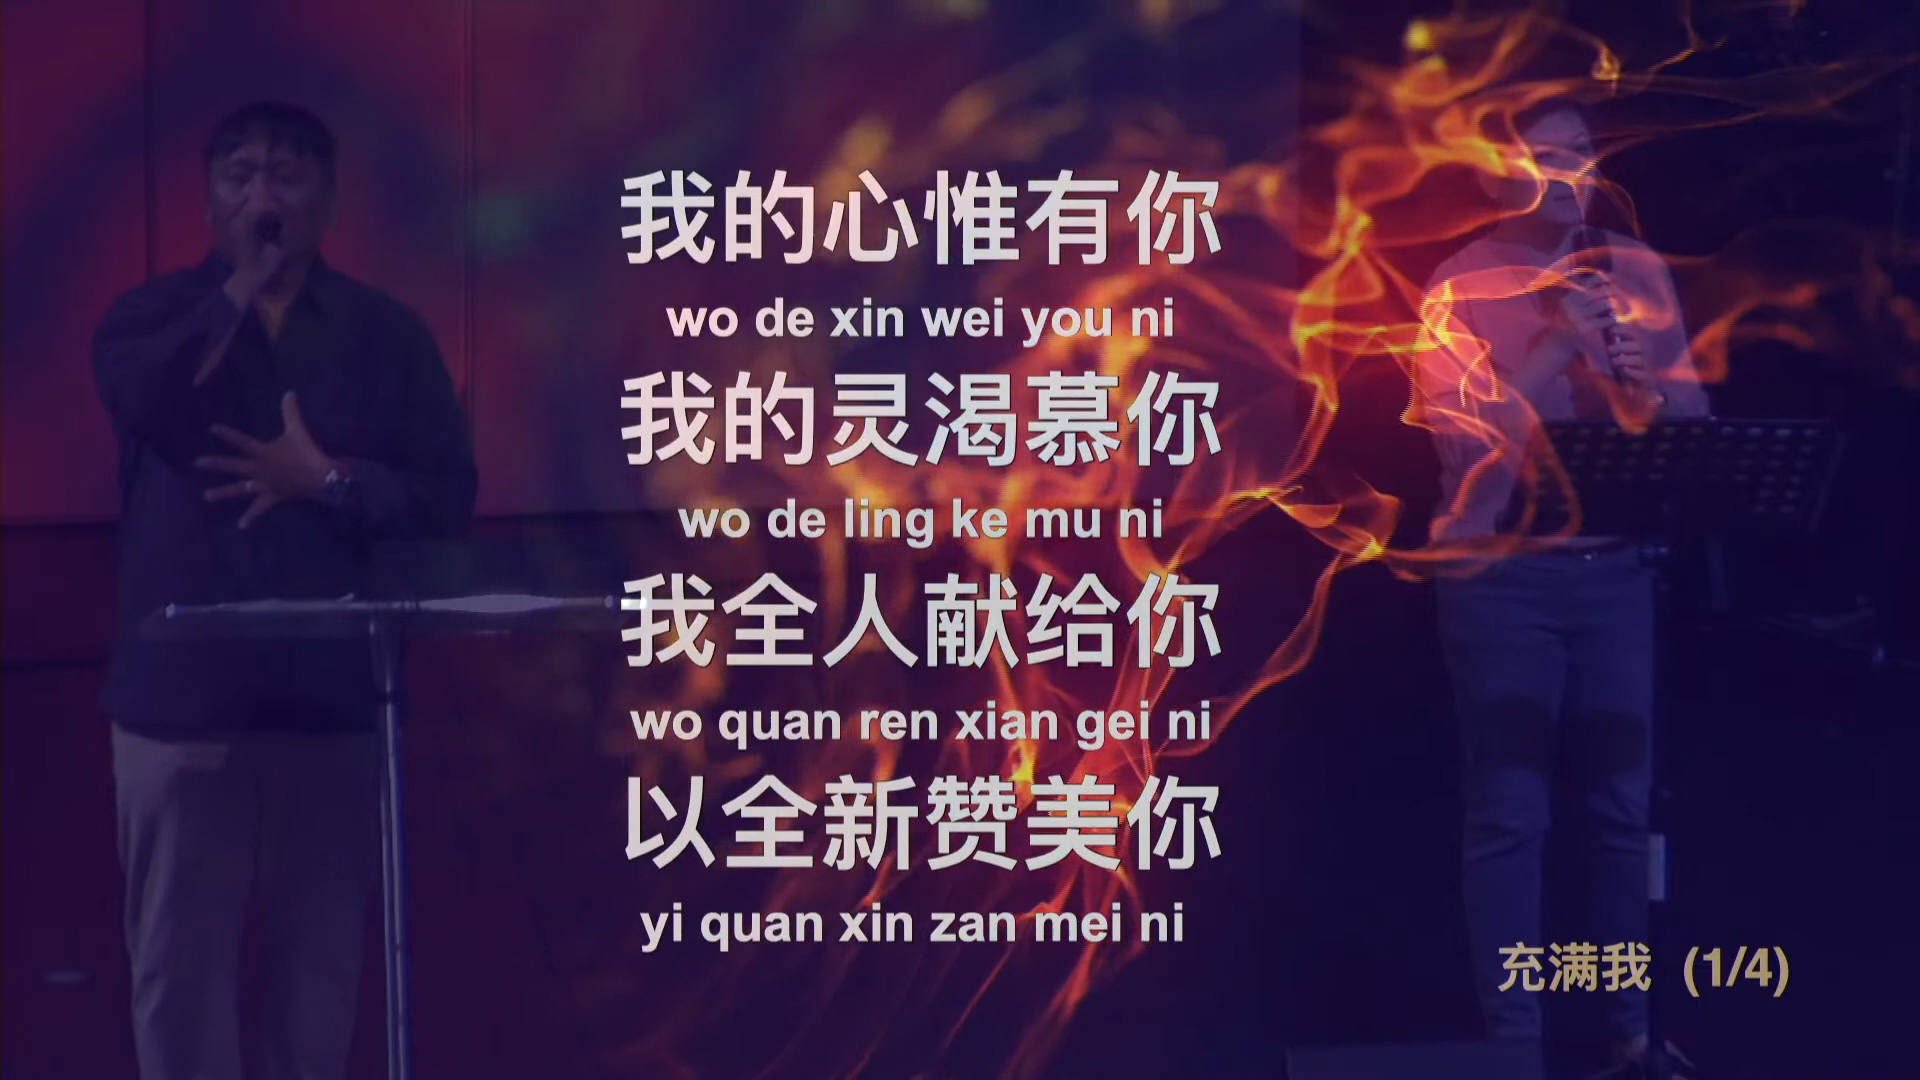 我的心惟有你
wo de xin wei you ni
我的灵渴慕你
wo de ling ke mu ni
我全人献给你
wo quan ren xian gei ni
以全新赞美你
yi quan xin zan mei ni
充满我 (1/4)